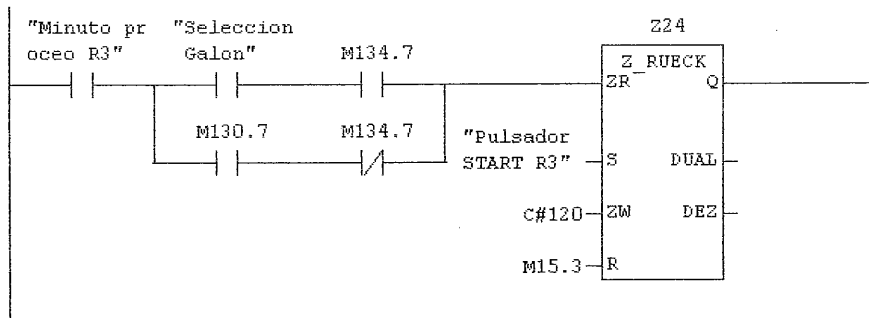 Z24
"Minuto pr "Seleccion
oceo R3" Galon" M134.7
Z_RUECK
ZR Q
M130.7 M134.7
"Pulsador
START R3" S DUAL
C#120 ZW DEZ
M15.3 R